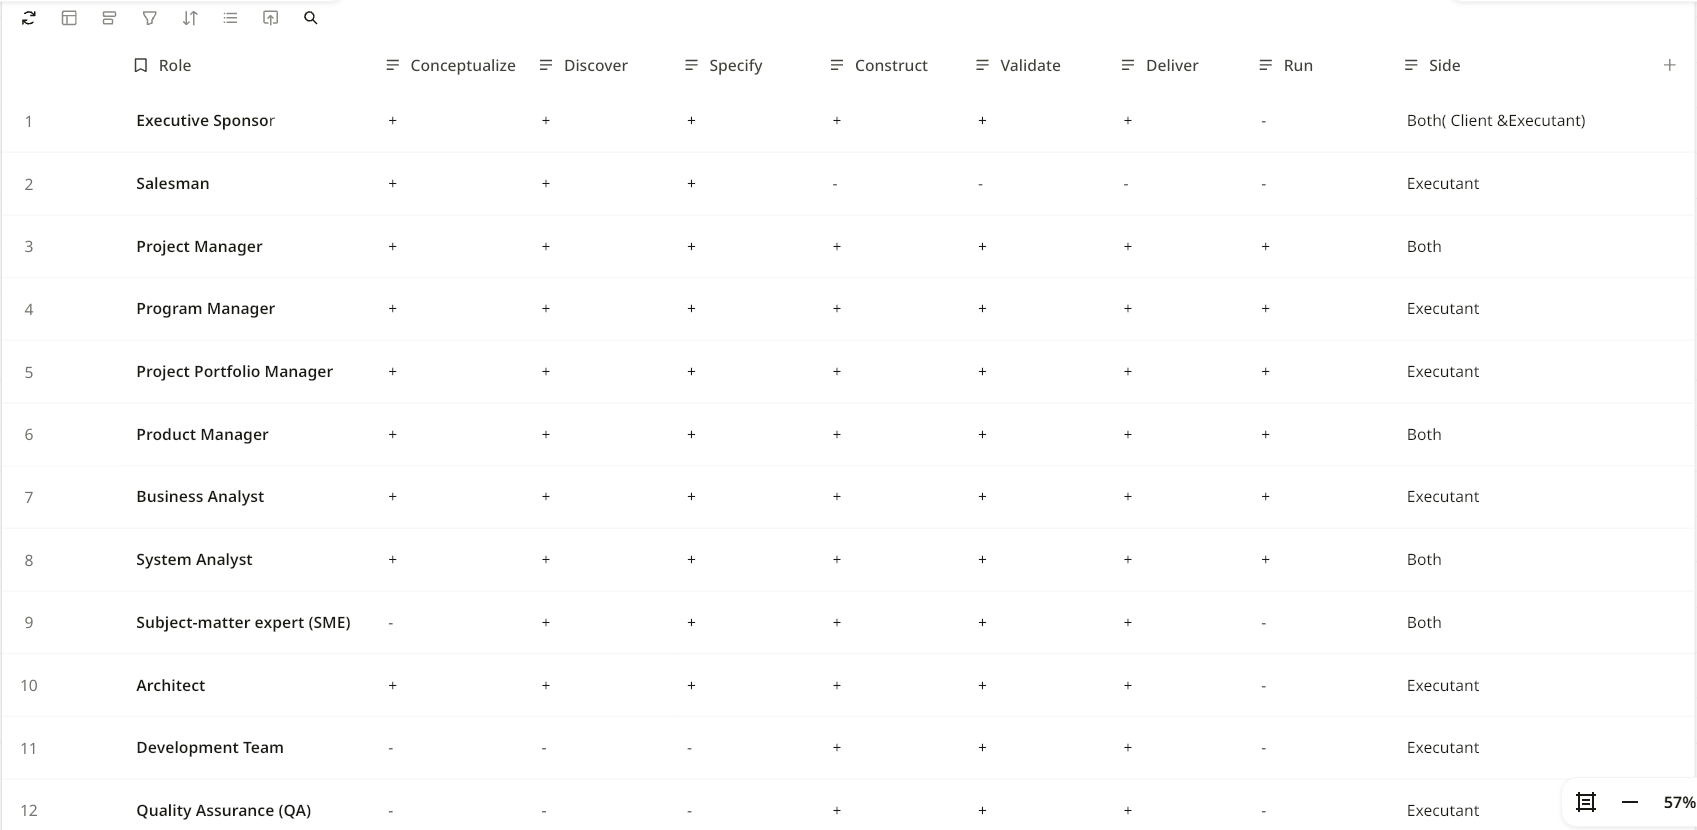 Role Conceptualize Discover Specify Construct Validate Deliver Run Side +
1 Executive Sponsor + + + + + + - Both( Client &Executant)
2 Salesman + + + - - - - Executant
3 Project Manager + + + + + + + Both
4 Program Manager + + + + + + + Executant
5 Project Portfolio Manager + + + + + + + Executant
6 Product Manager + + + + + + + Both
7 Business Analyst + + + + + + + Executant
8 System Analyst + + + + + + + Both
9 Subject-matter expert (SME) - + + + + + - Both
10 Architect + + + + + + - Executant
11 Development Team - - - + + + - Executant
12 Quality Assurance (QA) - - - + + + - Executant
57%